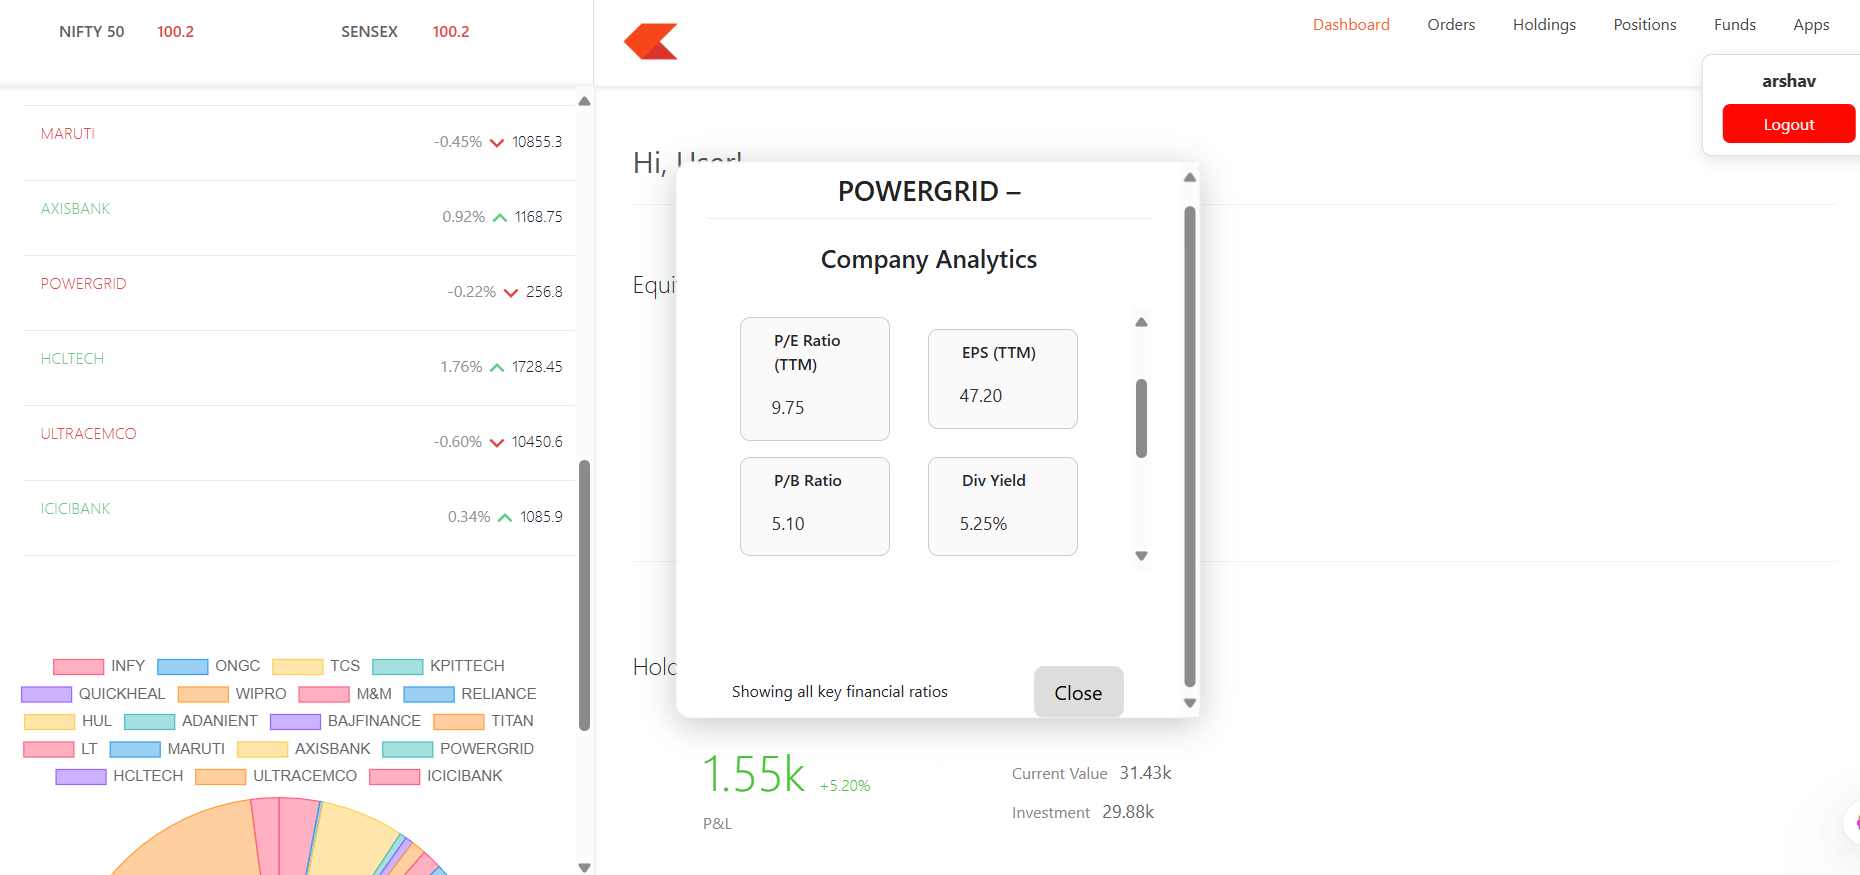 NIFTY 50 100.2 SENSEX 100.2
Dashboard Orders Holdings Positions Funds Apps
arshav
Logout
MARUTI -0.45% 10855.3
AXISBANK 0.92% 1168.75
POWERGRID -0.22% 256.8
HCLTECH 1.76% 1728.45
ULTRACEMCO -0.60% 10450.6
ICICIBANK 0.34% 1085.9
INFY ONGC TCS KPITTECH
QUICKHEAL WIPRO M&M RELIANCE
HUL ADANIENT BAJFINANCE TITAN
LT MARUTI AXISBANK POWERGRID
HCLTECH ULTRACEMCO ICICIBANK
Hi, User!
Equi
Hold
POWERGRID –
Company Analytics
P/E Ratio
(TTM)
9.75
EPS (TTM)
47.20
P/B Ratio
5.10
Div Yield
5.25%
Showing all key financial ratios
Close
1.55k +5.20%
P&L
Current Value 31.43k
Investment 29.88k